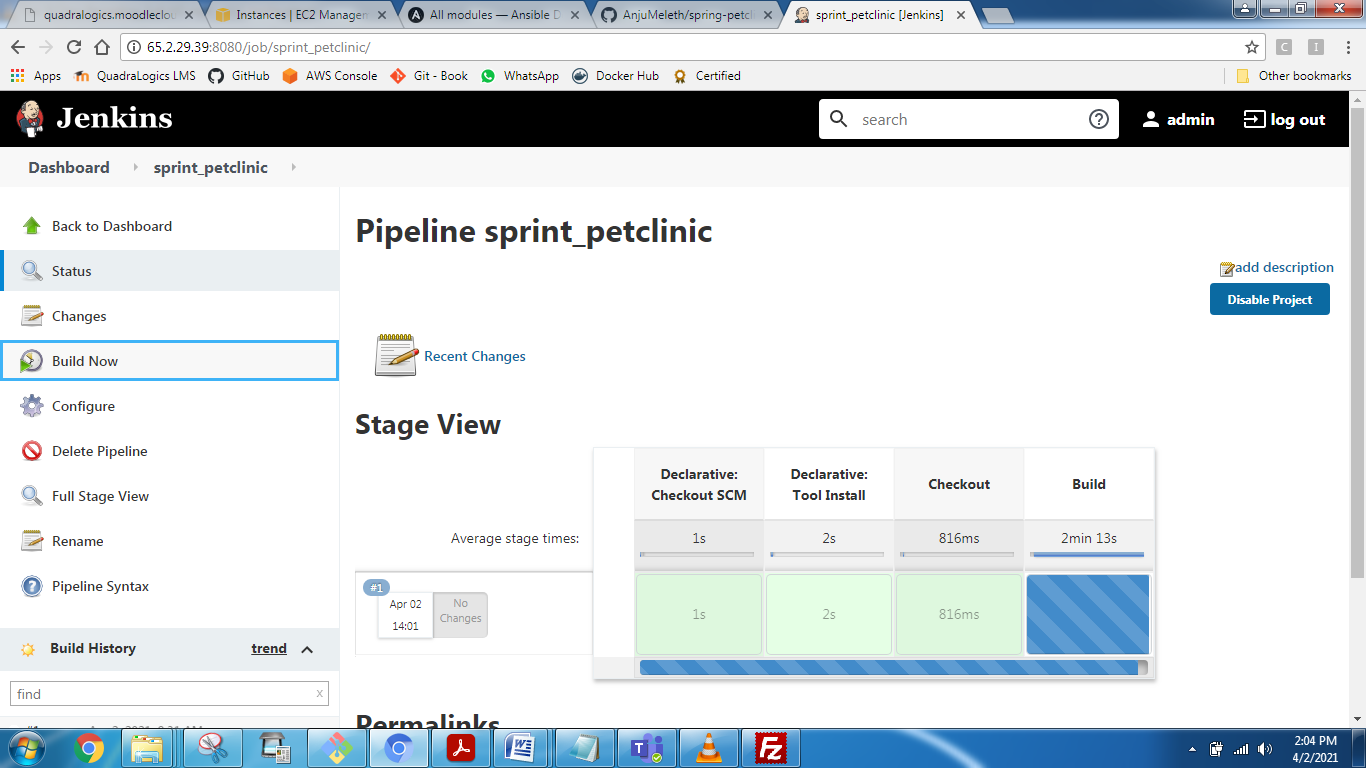 quadralogics.moodleclou
Instances | EC2 Managem
All modules — Ansible D
AnjuMeleth/spring-petcl
sprint_petclinic [Jenkins]
65.2.29.39:8080/job/sprint_petclinic/
Apps
QuadraLogics LMS
GitHub
AWS Console
Git - Book
WhatsApp
Docker Hub
Certified
Other bookmarks
Jenkins
search
admin
log out
Dashboard
sprint_petclinic
Back to Dashboard
Status
Changes
Build Now
Configure
Delete Pipeline
Full Stage View
Rename
Pipeline Syntax
Build History
trend
find
x
Pipeline sprint_petclinic
add description
Disable Project
Recent Changes
Stage View
Declarative:
Checkout SCM
Declarative:
Tool Install
Checkout
Build
Average stage times:
1s
2s
816ms
2min 13s
#1
Apr 02
14:01
No
Changes
1s
2s
816ms
Permalinks
2:04 PM
4/2/2021